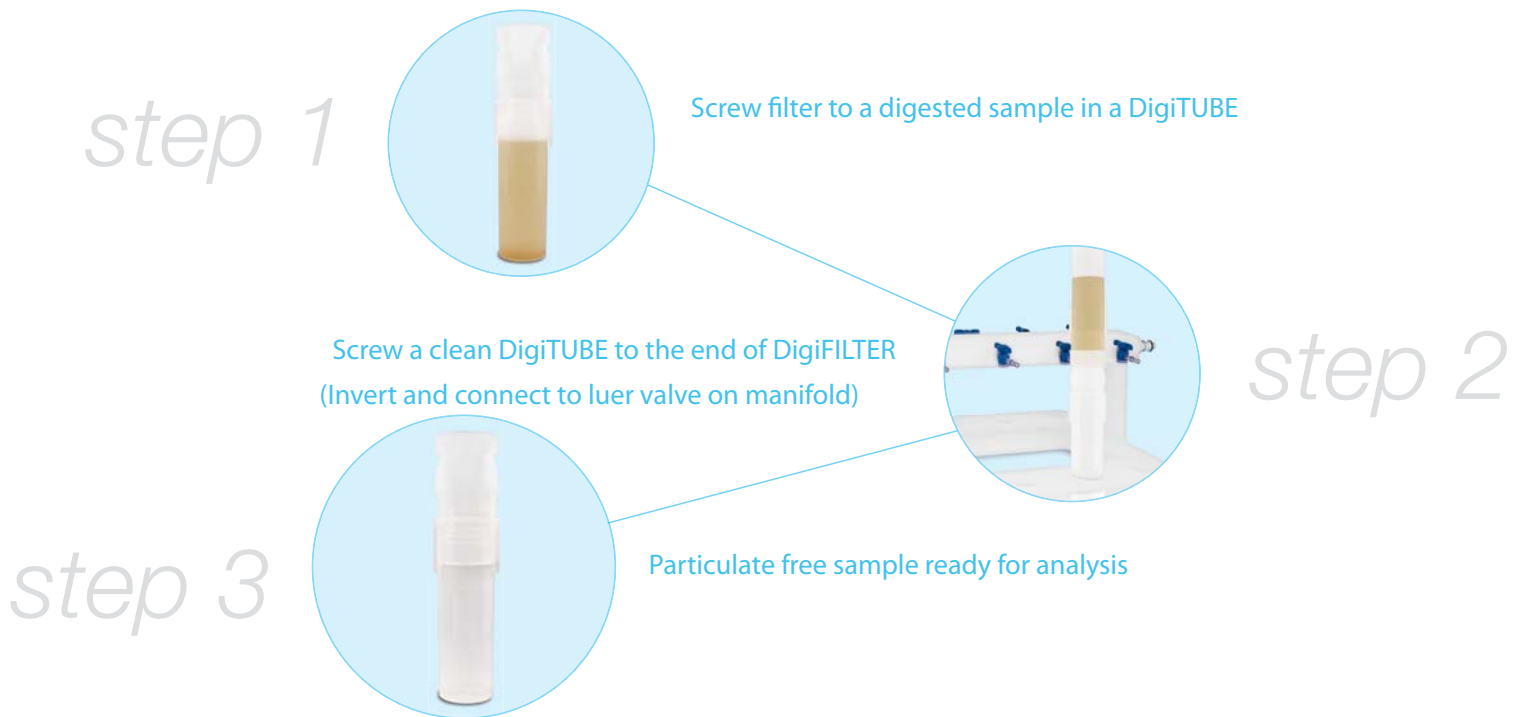 step 1
Screw filter to a digested sample in a DigiTUBE
Screw a clean DigiTUBE to the end of DigiFILTER
(Invert and connect to luer valve on manifold)
step 2
step 3
Particulate free sample ready for analysis